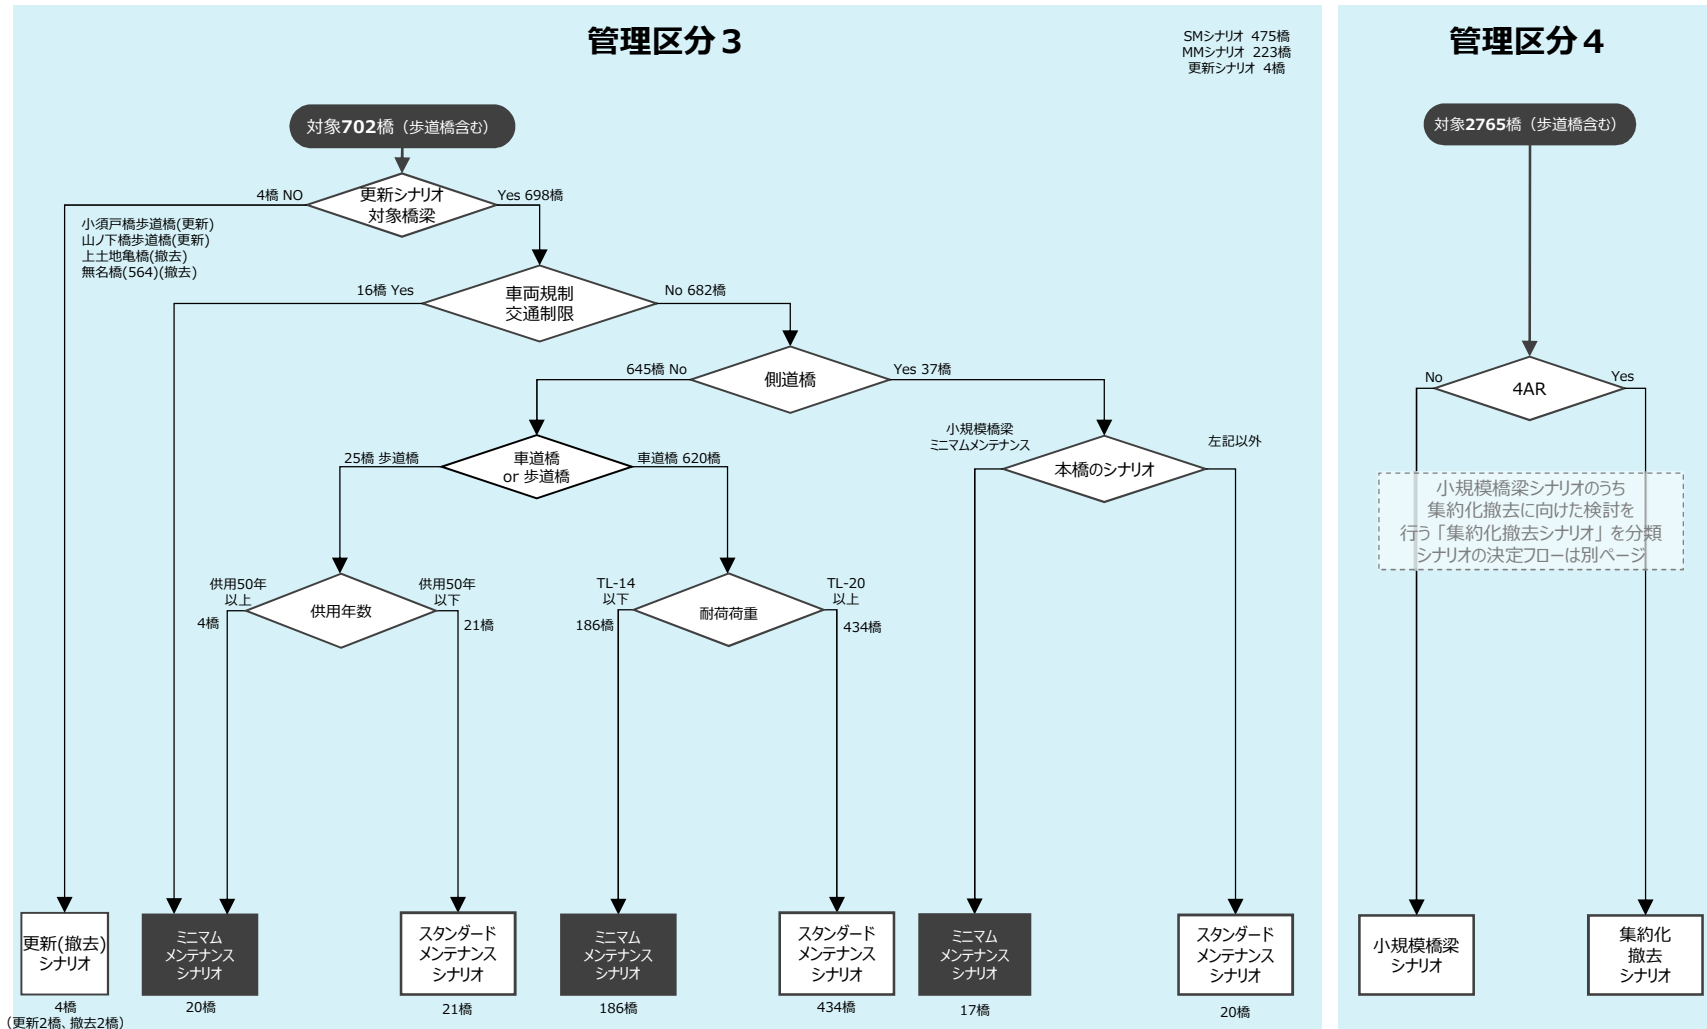 管理区分３
SMシナリオ 475橋
MMシナリオ 223橋
更新シナリオ 4橋
対象702橋（歩道橋含む）
更新シナリオ
対象橋梁
4橋 NO
Yes 698橋
小須戸橋歩道橋(更新)
山ノ下橋歩道橋(更新)
上土地亀橋(撤去)
無名橋(564)(撤去)
車両規制
交通制限
16橋 Yes
No 682橋
側道橋
645橋 No
Yes 37橋
車道橋
or 歩道橋
25橋 歩道橋
車道橋 620橋
小規模橋梁
ミニマムメンテナンス
左記以外
本橋のシナリオ
供用50年
以上
4橋
供用年数
供用50年
以下
21橋
TL-14
以下
186橋
耐荷荷重
TL-20
以上
434橋
更新(撤去)
シナリオ
4橋
（更新2橋、撤去2橋）
ミニマム
メンテナンス
シナリオ
20橋
スタンダード
メンテナンス
シナリオ
21橋
ミニマム
メンテナンス
シナリオ
186橋
スタンダード
メンテナンス
シナリオ
434橋
ミニマム
メンテナンス
シナリオ
17橋
スタンダード
メンテナンス
シナリオ
20橋
管理区分４
対象2765橋（歩道橋含む）
4AR
No
Yes
小規模橋梁シナリオのうち
集約化撤去に向けた検討を
行う「集約化撤去シナリオ」を分類
シナリオの決定フローは別ページ
小規模橋梁
シナリオ
集約化
撤去
シナリオ